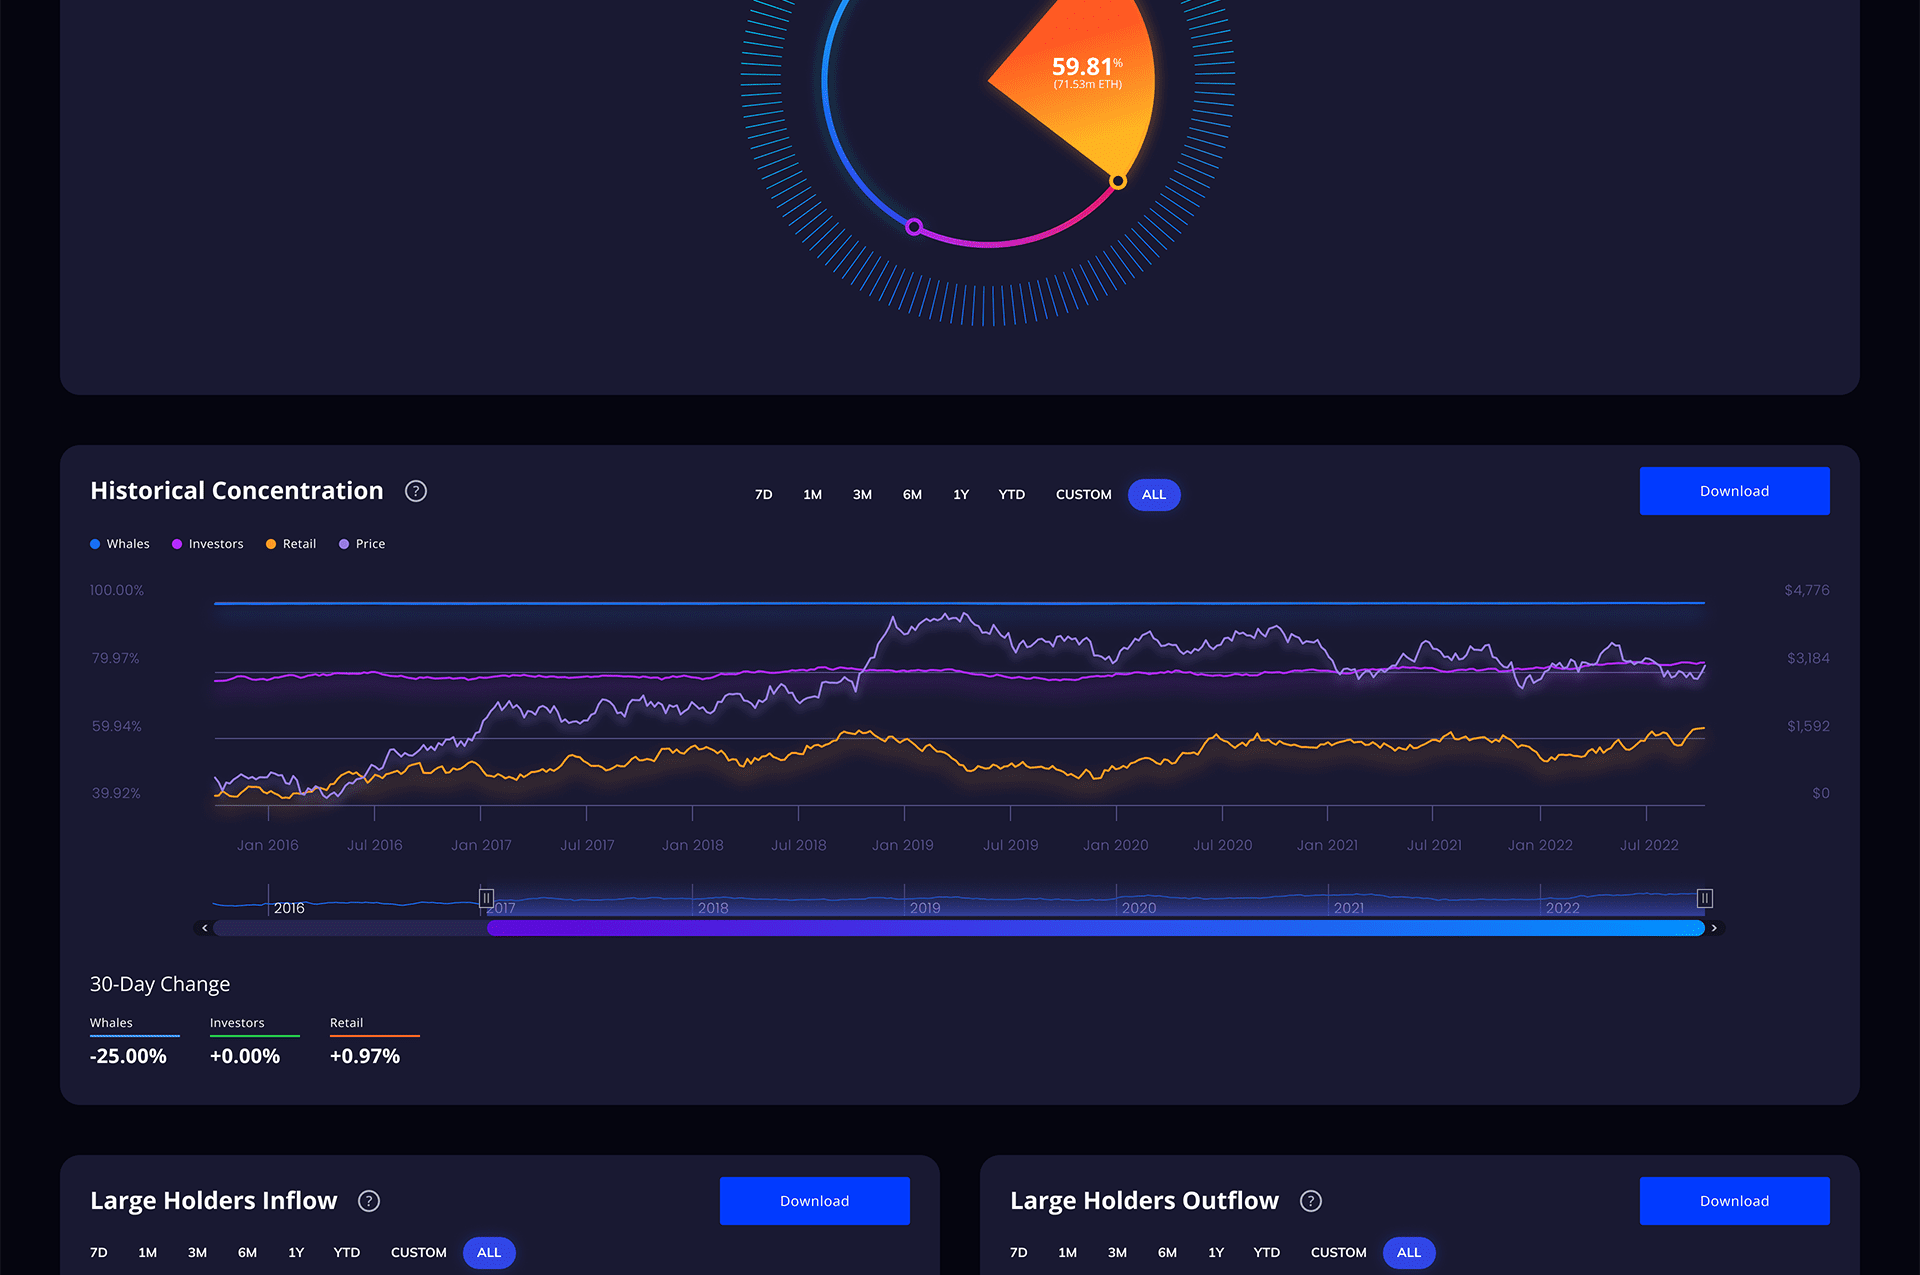 59.81%
(71.53m ETH)
Historical Concentration ?
7D 1M 3M 6M 1Y YTD CUSTOM ALL
Download
Whales Investors Retail Price
100.00% $4,776
79.97% $3,184
59.94% $1,592
39.92% $0
Jan 2016 Jul 2016 Jan 2017 Jul 2017 Jan 2018 Jul 2018 Jan 2019 Jul 2019 Jan 2020 Jul 2020 Jan 2021 Jul 2021 Jan 2022 Jul 2022
2016 2017 2018 2019 2020 2021 2022
30-Day Change
Whales Investors Retail
-25.00% +0.00% +0.97%
Large Holders Inflow ?
Download
7D 1M 3M 6M 1Y YTD CUSTOM ALL
Large Holders Outflow ?
Download
7D 1M 3M 6M 1Y YTD CUSTOM ALL